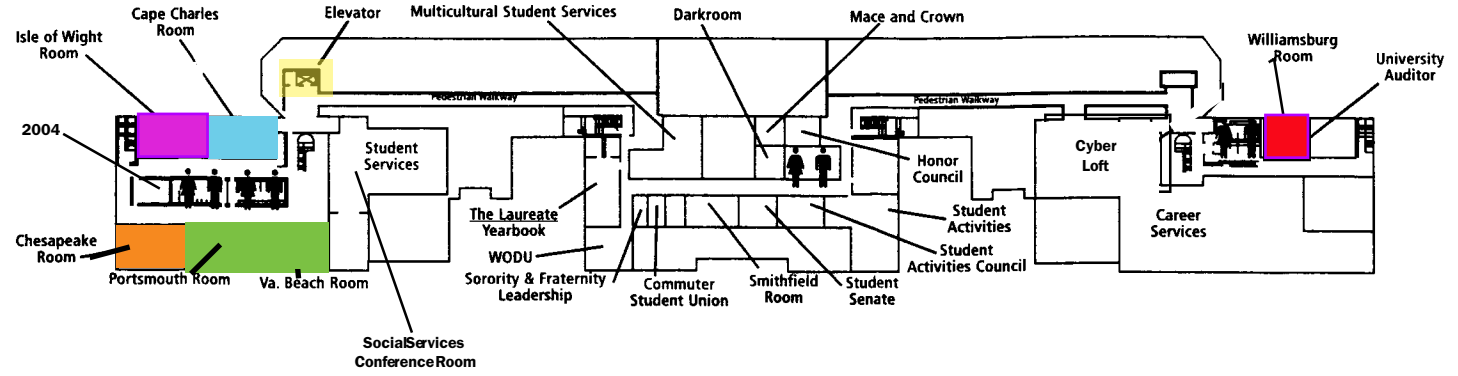 Cape Charles
Room
Elevator
Multicultural Student Services
Darkroom
Mace and Crown
Isle of Wight
Room
Williamsburg
Room
University
Auditor
Pedestrian Walkway
Pedestrian Walkway
2004
Student
Services
Cyber
Loft
Honor
Council
The Laureate
Yearbook
Student
Activities
Career
Services
Chesapeake
Room
WODU
Student
Activities Council
Portsmouth Room
Va. Beach Room
Sorority & Fraternity
Leadership
Commuter
Student Union
Smithfield
Room
Student
Senate
SocialServices
Conference Room